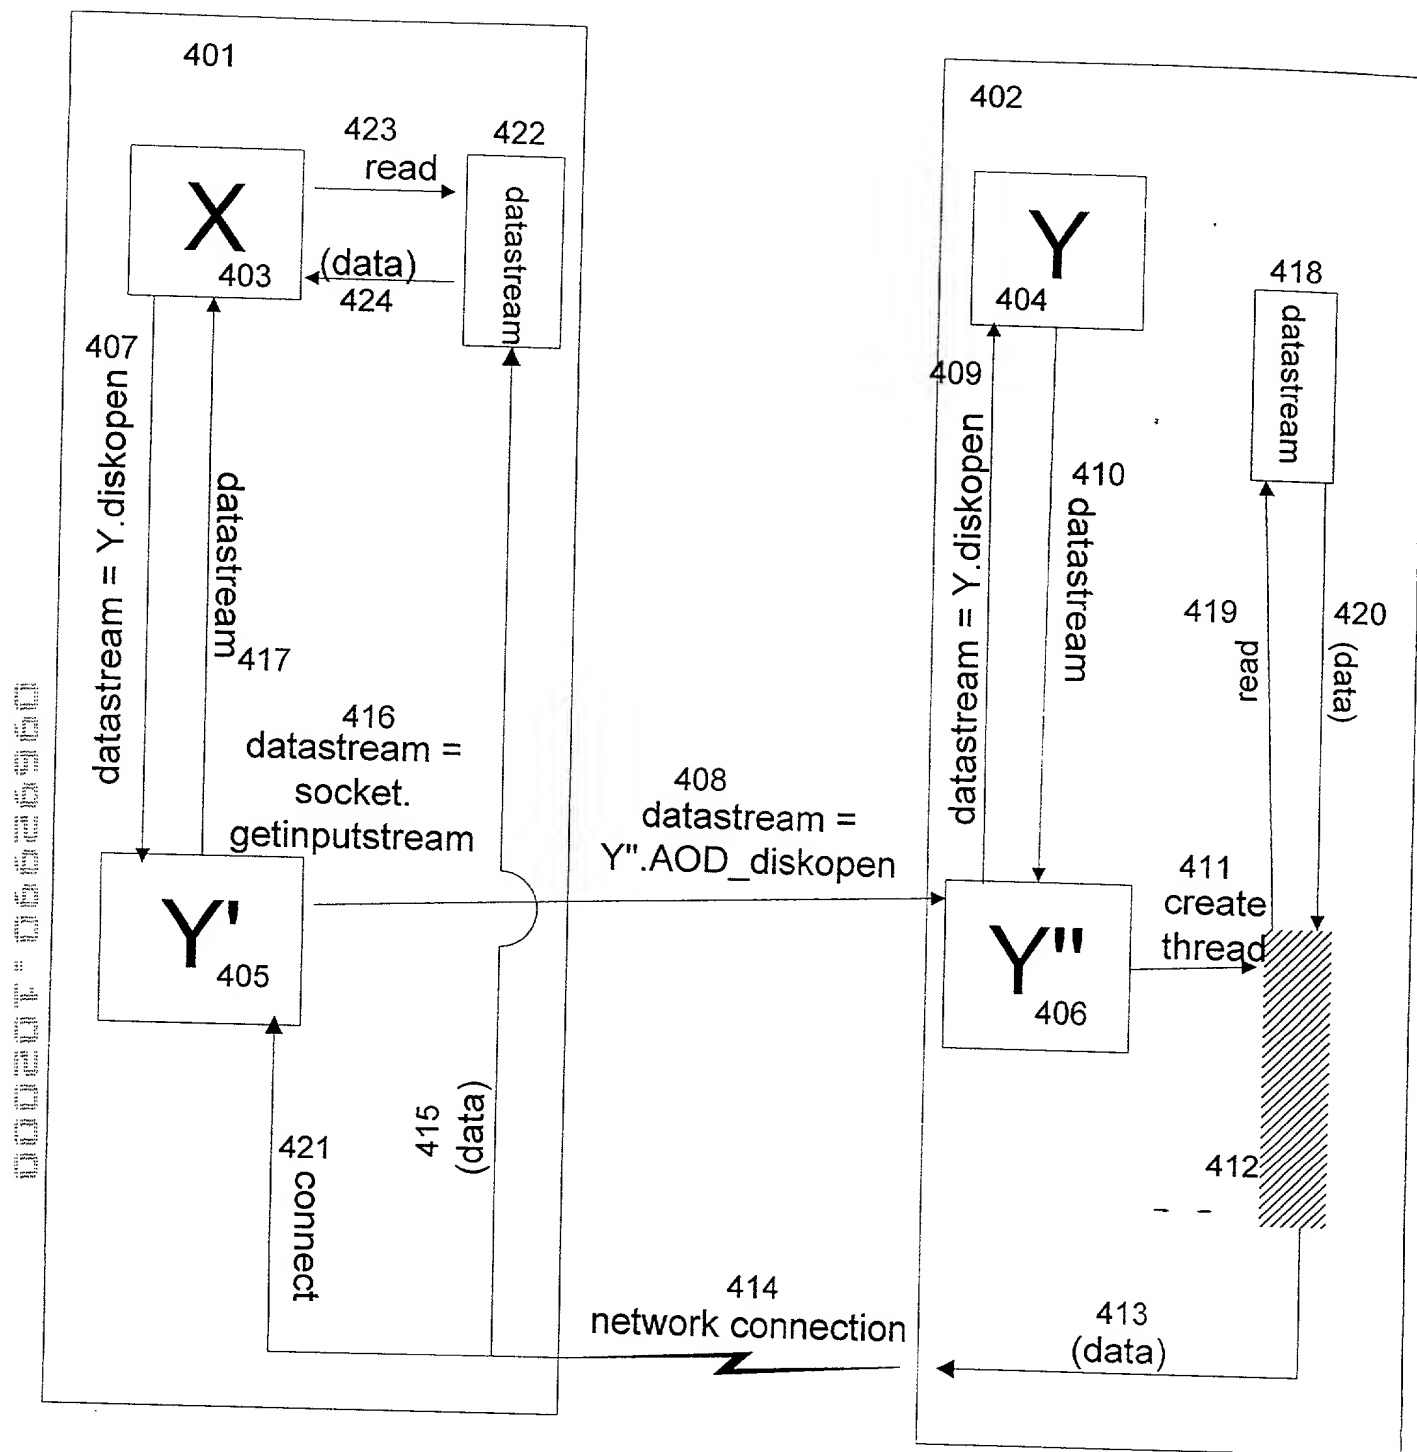 401
402
423
read
422
datastream
X
403
(data)
424
Y
404
418
datastream
407
datastream = Y.diskopen
datastream
417
409
datastream = Y.diskopen
410
datastream
419
read
420
(data)
416
datastream =
socket.
getinputstream
408
datastream =
Y".AOD_diskopen
411
create
thread
Y'
405
Y"
406
421
connect
415
(data)
412
414
network connection
413
(data)